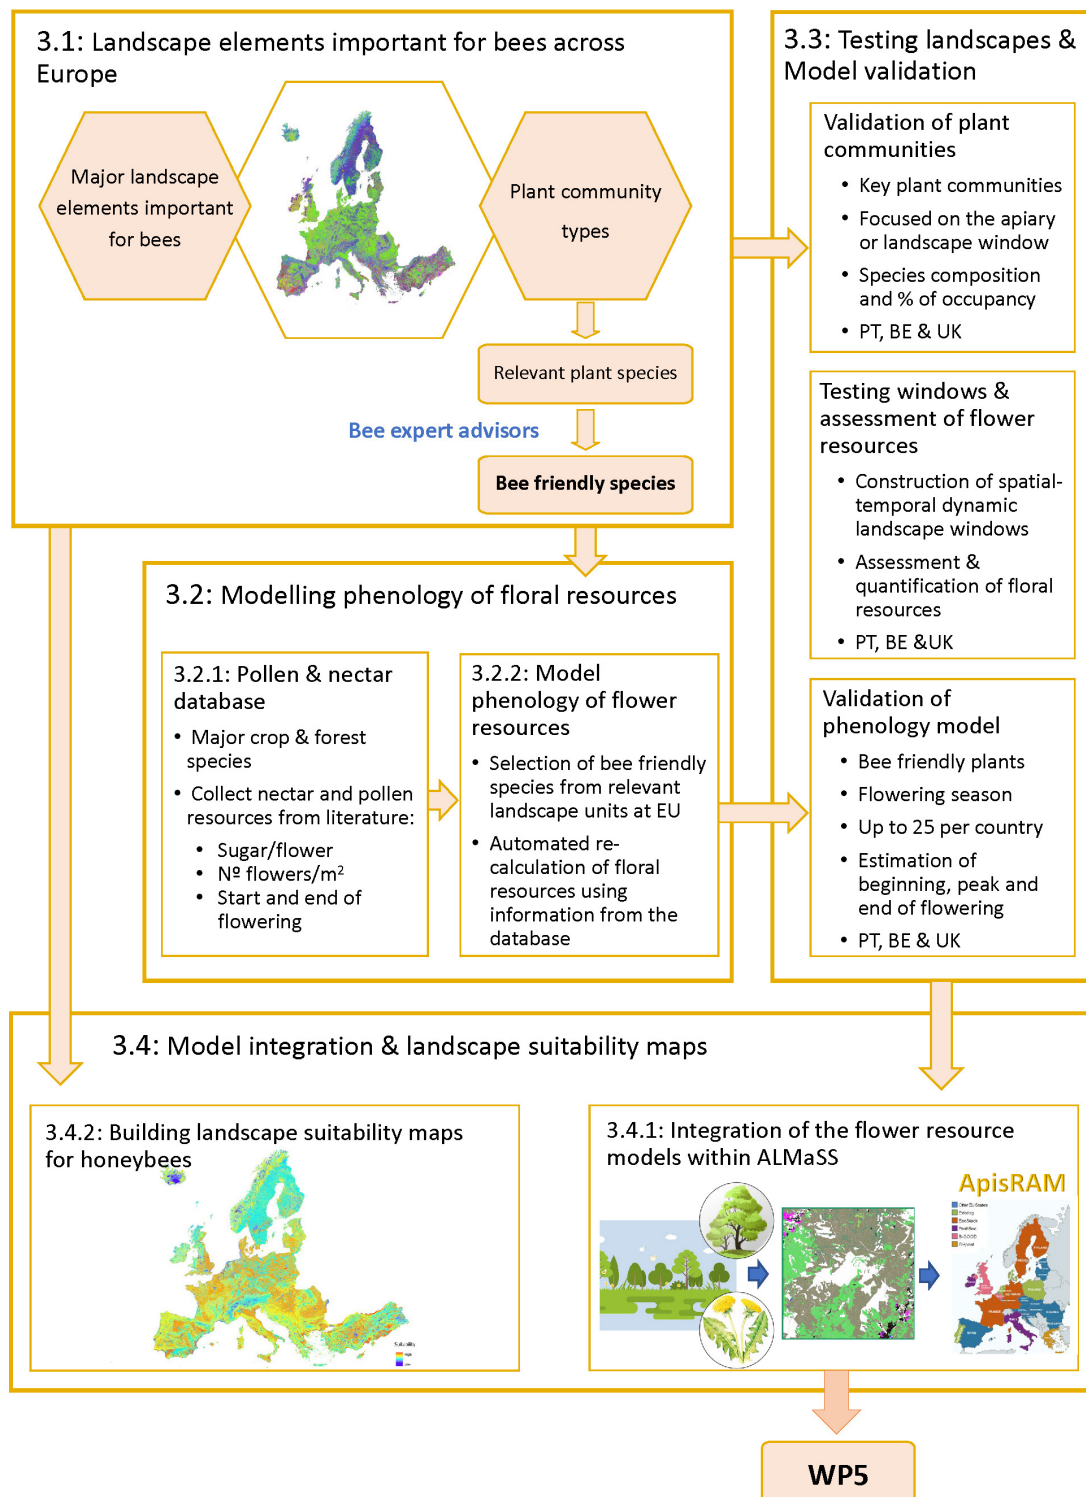 3.1: Landscape elements important for bees across
Europe
Major landscape
elements important
for bees
Plant community
types
Relevant plant species
Bee expert advisors
Bee friendly species
3.2: Modelling phenology of floral resources
3.2.1: Pollen & nectar
database
• Major crop & forest
species
• Collect nectar and pollen
resources from literature:
• Sugar/flower
• Nº flowers/m²
• Start and end of
flowering
3.2.2: Model
phenology of flower
resources
• Selection of bee friendly
species from relevant
landscape units at EU
• Automated re-
calculation of floral
resources using
information from the
database
3.3: Testing landscapes &
Model validation
Validation of plant
communities
• Key plant communities
• Focused on the apiary
or landscape window
• Species composition
and % of occupancy
• PT, BE & UK
Testing windows &
assessment of flower
resources
• Construction of spatial-
temporal dynamic
landscape windows
• Assessment &
quantification of floral
resources
• PT, BE &UK
Validation of
phenology model
• Bee friendly plants
• Flowering season
• Up to 25 per country
• Estimation of
beginning, peak and
end of flowering
• PT, BE & UK
3.4: Model integration & landscape suitability maps
3.4.2: Building landscape suitability maps
for honeybees
Suitability
3.4.1: Integration of the flower resource
models within ALMaSS
ApisRAM
WP5